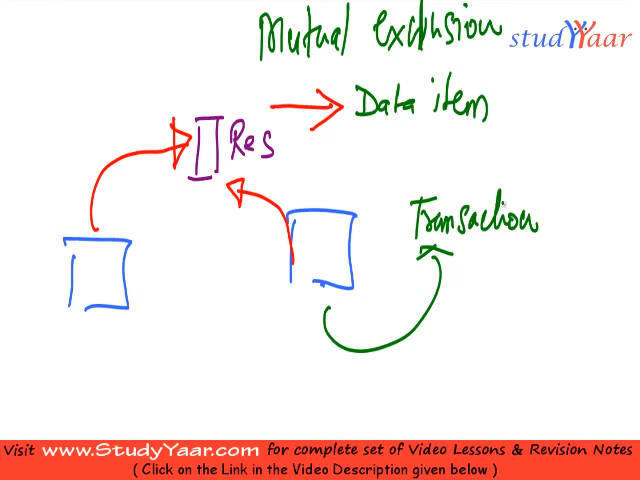 Mutual exclusion
studYYaar
Data item
Res
Transaction
Visit www.StudyYaar.com for complete set of Video Lessons & Revision Notes
( Click on the Link in the Video Description given below )